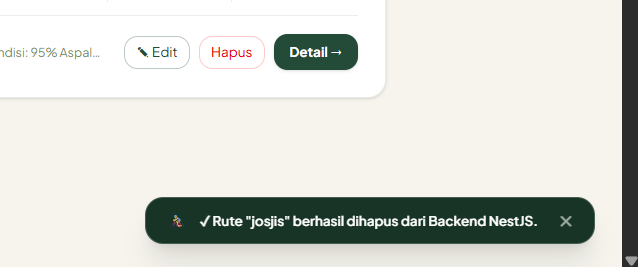 ndisi: 95% Aspal...
Edit
Hapus
Detail →
✓ Rute "josjis" berhasil dihapus dari Backend NestJS.